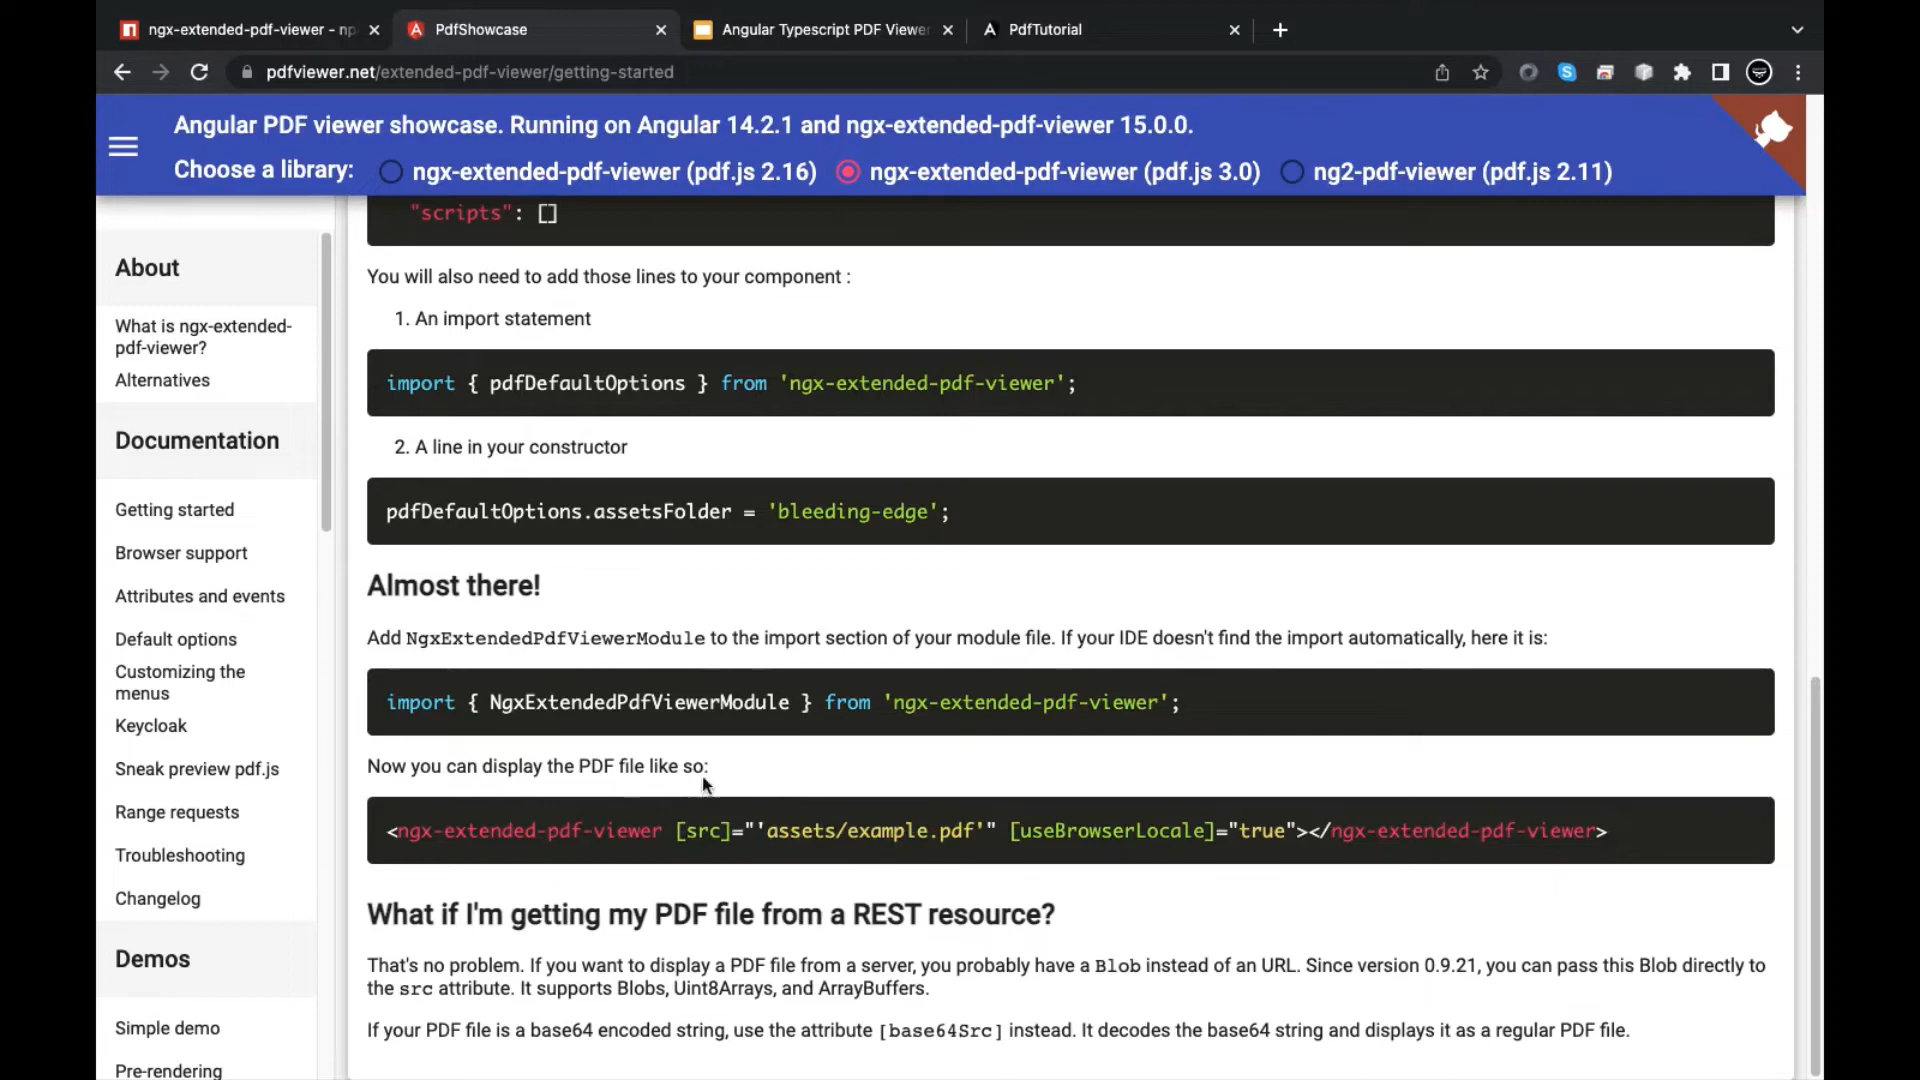 ngx-extended-pdf-viewer - np
PdfShowcase
Angular Typescript PDF Viewer
PdfTutorial
pdfviewer.net/extended-pdf-viewer/getting-started
Angular PDF viewer showcase. Running on Angular 14.2.1 and ngx-extended-pdf-viewer 15.0.0.
Choose a library: ngx-extended-pdf-viewer (pdf.js 2.16) ngx-extended-pdf-viewer (pdf.js 3.0) ng2-pdf-viewer (pdf.js 2.11)
About
What is ngx-extended-
pdf-viewer?
Alternatives
Documentation
Getting started
Browser support
Attributes and events
Default options
Customizing the
menus
Keycloak
Sneak preview pdf.js
Range requests
Troubleshooting
Changelog
Demos
Simple demo
Pre-rendering
"scripts": []
You will also need to add those lines to your component :
1. An import statement
import { pdfDefaultOptions } from 'ngx-extended-pdf-viewer';
2. A line in your constructor
pdfDefaultOptions.assetsFolder = 'bleeding-edge';
Almost there!
Add NgxExtendedPdfViewerModule to the import section of your module file. If your IDE doesn't find the import automatically, here it is:
import { NgxExtendedPdfViewerModule } from 'ngx-extended-pdf-viewer';
Now you can display the PDF file like so:
<ngx-extended-pdf-viewer [src]="'assets/example.pdf'" [useBrowserLocale]="true"></ngx-extended-pdf-viewer>
What if I'm getting my PDF file from a REST resource?
That's no problem. If you want to display a PDF file from a server, you probably have a Blob instead of an URL. Since version 0.9.21, you can pass this Blob directly to
the src attribute. It supports Blobs, Uint8Arrays, and ArrayBuffers.
If your PDF file is a base64 encoded string, use the attribute [base64Src] instead. It decodes the base64 string and displays it as a regular PDF file.